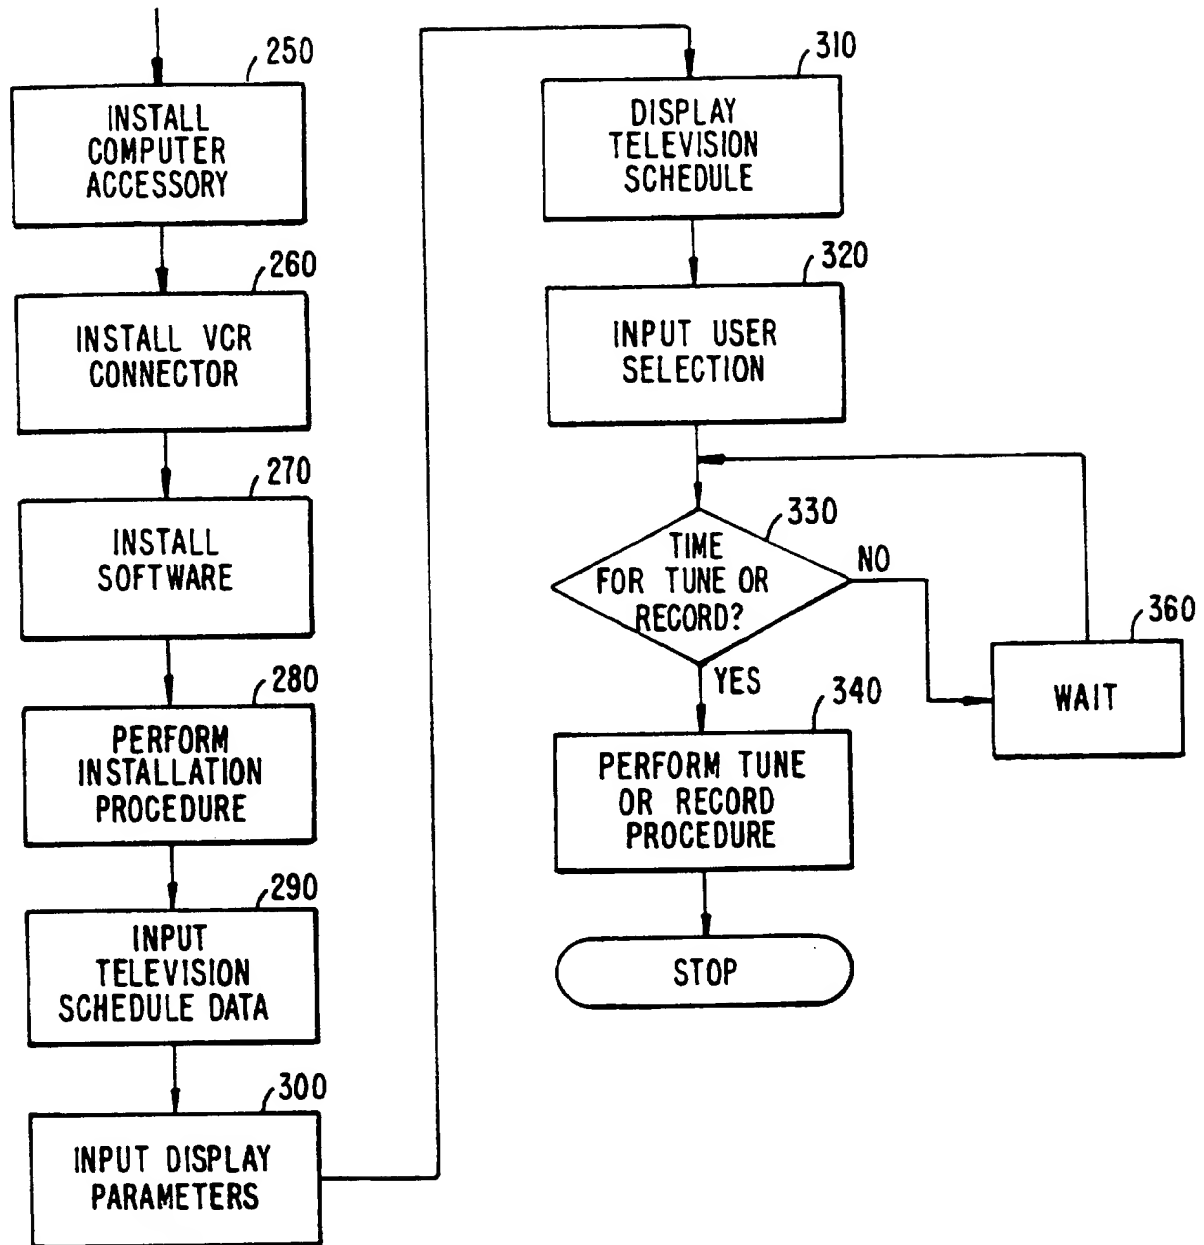 250
INSTALL
COMPUTER
ACCESSORY
260
INSTALL VCR
CONNECTOR
270
INSTALL
SOFTWARE
280
PERFORM
INSTALLATION
PROCEDURE
290
INPUT
TELEVISION
SCHEDULE DATA
300
INPUT DISPLAY
PARAMETERS
310
DISPLAY
TELEVISION
SCHEDULE
320
INPUT USER
SELECTION
330
TIME
FOR TUNE OR
RECORD?
NO
360
WAIT
YES
340
PERFORM TUNE
OR RECORD
PROCEDURE
STOP